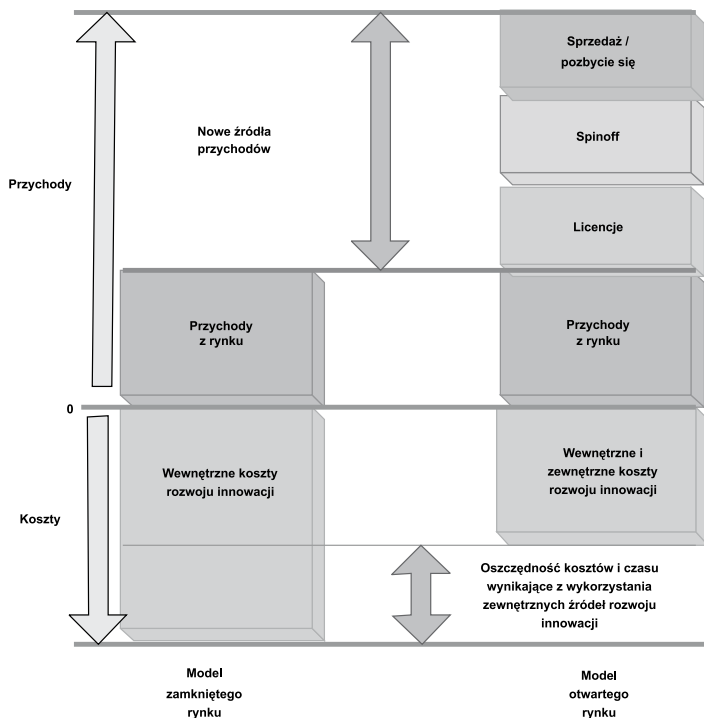 Sprzedaż /
pozbycie się
Spinoff
Nowe źródła
przychodów
Przychody
Licencje
Przychody
z rynku
Przychody
z rynku
0
Wewnętrzne koszty
rozwoju innowacji
Wewnętrzne i
zewnętrzne koszty
rozwoju innowacji
Koszty
Oszczędność kosztów i czasu
wynikające z wykorzystania
zewnętrznych źródeł rozwoju
innowacji
Model
zamkniętego
rynku
Model
otwartego
rynku